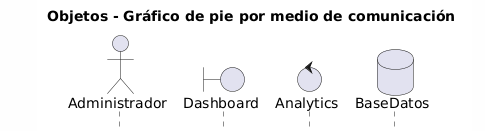 Objetos - Gráfico de pie por medio de comunicación
Administrador Dashboard Analytics BaseDatos